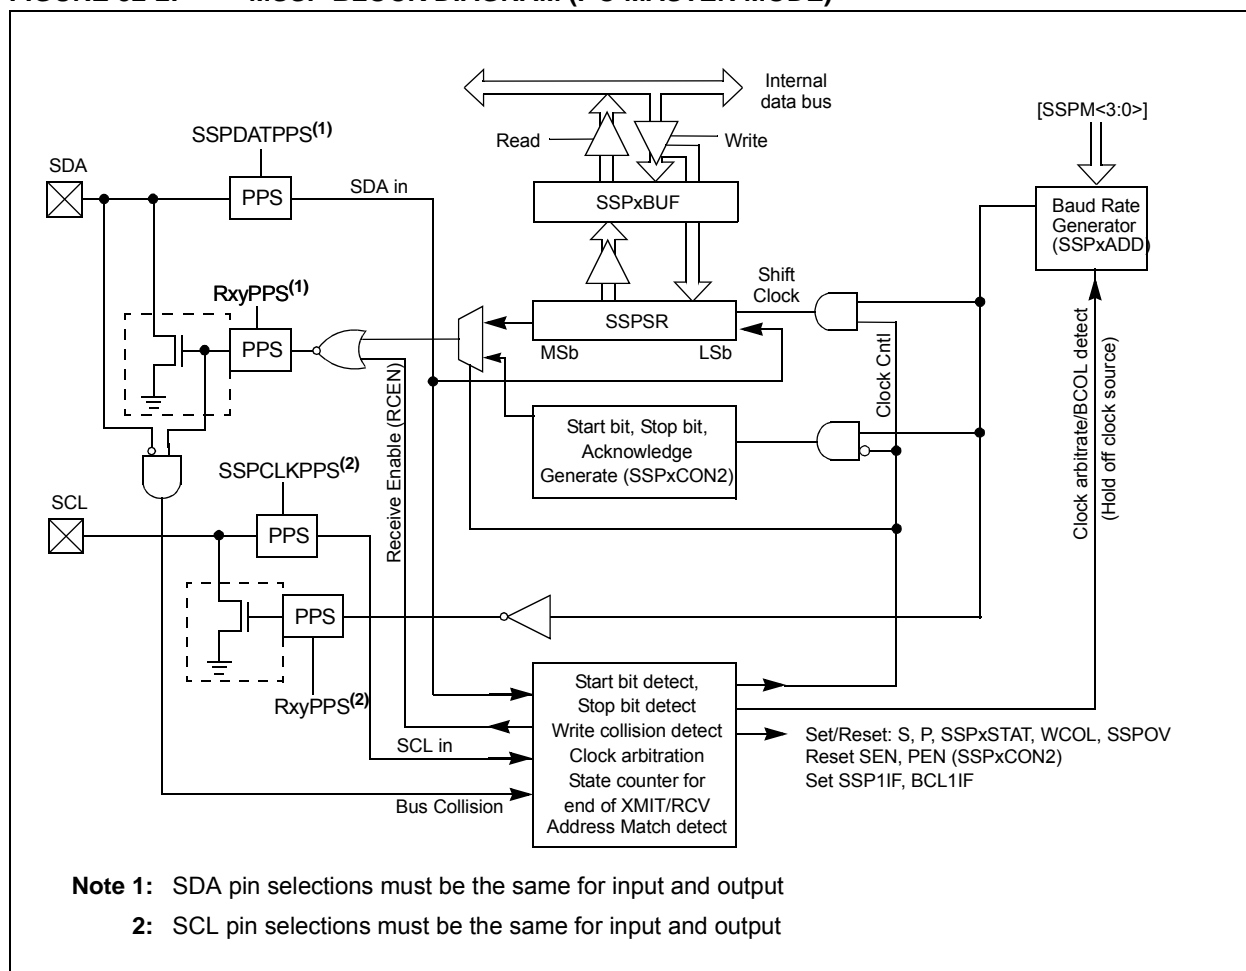 Internal
data bus
[SSPM<3:0>]
SSPDATPPS(1)
Read
Write
SDA
SDA in
PPS
SSPxBUF
Baud Rate
Generator
(SSPxADD)
RxyPPS(1)
Shift
Clock
PPS
SSPSR
MSb
LSb
Clock Cntl
Clock arbitrate/BCOL detect
(Hold off clock source)
Receive Enable (RCEN)
Start bit, Stop bit,
Acknowledge
Generate (SSPxCON2)
SSPCLKPPS(2)
SCL
PPS
PPS
RxyPPS(2)
SCL in
Bus Collision
Start bit detect,
Stop bit detect
Write collision detect
Clock arbitration
State counter for
end of XMIT/RCV
Address Match detect
Set/Reset: S, P, SSPxSTAT, WCOL, SSPOV
Reset SEN, PEN (SSPxCON2)
Set SSP1IF, BCL1IF
Note 1: SDA pin selections must be the same for input and output
2: SCL pin selections must be the same for input and output